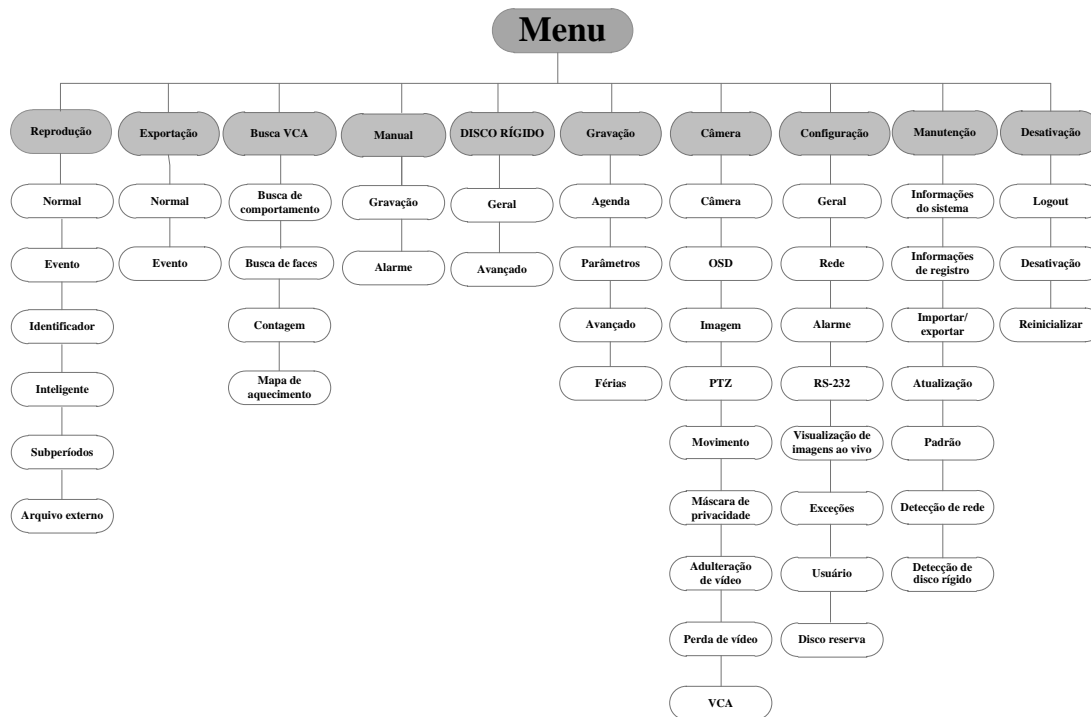 Menu
Reprodução
Normal
Evento
Identificador
Inteligente
Subperíodos
Arquivo externo
Exportação
Normal
Evento
Busca VCA
Busca de
comportamento
Busca de faces
Contagem
Mapa de
aquecimento
Manual
Gravação
Alarme
DISCO RÍGIDO
Geral
Avançado
Gravação
Agenda
Parâmetros
Avançado
Férias
Câmera
Câmera
OSD
Imagem
PTZ
Movimento
Máscara de
privacidade
Adulteração
de vídeo
Perda de vídeo
VCA
Configuração
Geral
Rede
Alarme
RS-232
Visualização de
imagens ao vivo
Exceções
Usuário
Disco reserva
Manutenção
Informações
do sistema
Informações
de registro
Importar/
exportar
Atualização
Padrão
Detecção de rede
Detecção de
disco rígido
Desativação
Logout
Desativação
Reinicializar